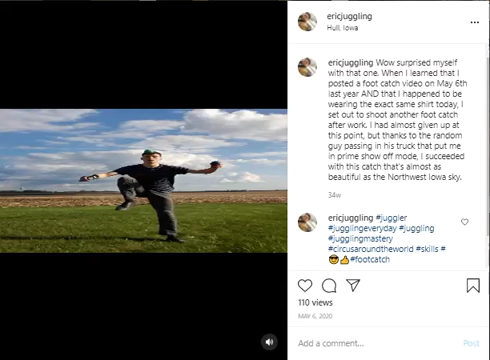 ericjuggling
Hull, Iowa
ericjuggling Wow surprised myself
with that one. When I learned that I
posted a foot catch video on May 6th
last year AND that I happened to be
wearing the exact same shirt today, I
set out to shoot another foot catch
after work. I had almost given up at
this point, but thanks to the random
guy passing in his truck that put me
in prime show off mode, I succeeded
with this catch that's almost as
beautiful as the Northwest Iowa sky.
34w
ericjuggling #juggler
#jugglingeveryday #juggling
#jugglingmastery
#circusaroundtheworld #skills #
😎👍#footcatch
110 views
MAY 6, 2020
Add a comment...
Post